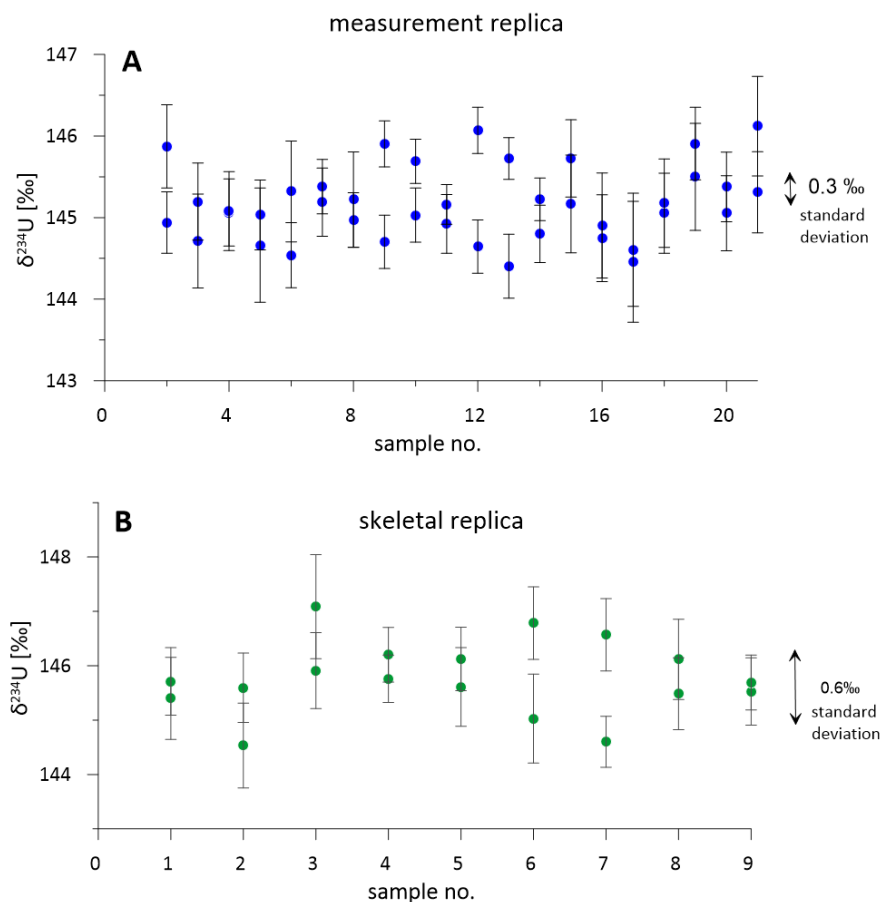 measurement replica
A
147
146
145
144
143
δ²³⁴U [‰]
0.3 ‰
standard
deviation
0 4 8 12 16 20
sample no.
skeletal replica
B
148
146
144
δ²³⁴U [‰]
0.6‰
standard
deviation
0 1 2 3 4 5 6 7 8 9
sample no.